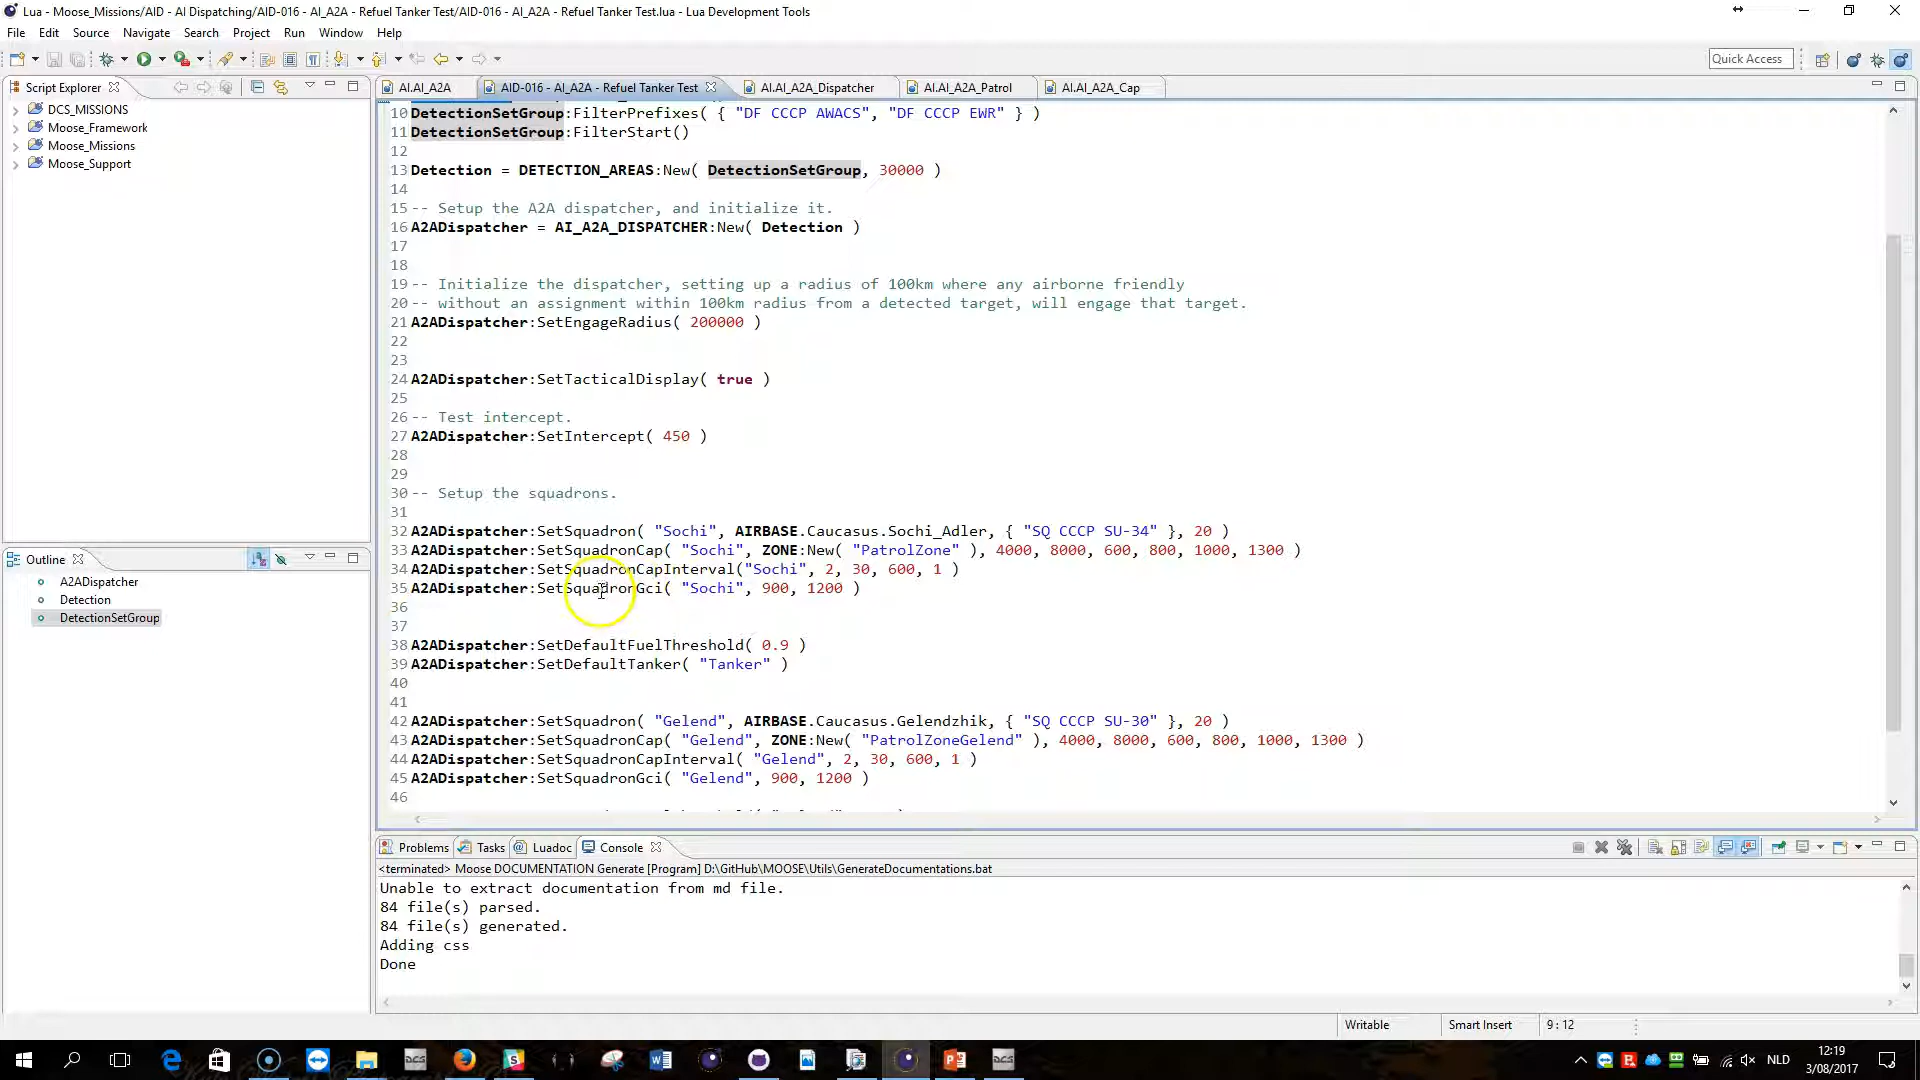 Lua - Moose_Missions/AID - AI Dispatching/AID-016 - AI_A2A - Refuel Tanker Test/AID-016 - AI_A2A - Refuel Tanker Test.lua - Lua Development Tools
File Edit Source Navigate Search Project Run Window Help
Quick Access
Script Explorer
DCS_MISSIONS
Moose_Framework
Moose_Missions
Moose_Support
Outline
A2ADispatcher
Detection
DetectionSetGroup
AI.AI_A2A AID-016 - AI_A2A - Refuel Tanker Test AI.AI_A2A_Dispatcher AI.AI_A2A_Patrol AI.AI_A2A_Cap
10 DetectionSetGroup:FilterPrefixes( { "DF CCCP AWACS", "DF CCCP EWR" } )
11 DetectionSetGroup:FilterStart()
12
13 Detection = DETECTION_AREAS:New( DetectionSetGroup, 30000 )
14
15 -- Setup the A2A dispatcher, and initialize it.
16 A2ADispatcher = AI_A2A_DISPATCHER:New( Detection )
17
18
19 -- Initialize the dispatcher, setting up a radius of 100km where any airborne friendly
20 -- without an assignment within 100km radius from a detected target, will engage that target.
21 A2ADispatcher:SetEngageRadius( 200000 )
22
23
24 A2ADispatcher:SetTacticalDisplay( true )
25
26 -- Test intercept.
27 A2ADispatcher:SetIntercept( 450 )
28
29
30 -- Setup the squadrons.
31
32 A2ADispatcher:SetSquadron( "Sochi", AIRBASE.Caucasus.Sochi_Adler, { "SQ CCCP SU-34" }, 20 )
33 A2ADispatcher:SetSquadronCap( "Sochi", ZONE:New( "PatrolZone" ), 4000, 8000, 600, 800, 1000, 1300 )
34 A2ADispatcher:SetSquadronCapInterval("Sochi", 2, 30, 600, 1 )
35 A2ADispatcher:SetSquadronGci( "Sochi", 900, 1200 )
36
37
38 A2ADispatcher:SetDefaultFuelThreshold( 0.9 )
39 A2ADispatcher:SetDefaultTanker( "Tanker" )
40
41
42 A2ADispatcher:SetSquadron( "Gelend", AIRBASE.Caucasus.Gelendzhik, { "SQ CCCP SU-30" }, 20 )
43 A2ADispatcher:SetSquadronCap( "Gelend", ZONE:New( "PatrolZoneGelend" ), 4000, 8000, 600, 800, 1000, 1300 )
44 A2ADispatcher:SetSquadronCapInterval( "Gelend", 2, 30, 600, 1 )
45 A2ADispatcher:SetSquadronGci( "Gelend", 900, 1200 )
46
Problems Tasks Luadoc Console
<terminated> Moose DOCUMENTATION Generate [Program] D:\GitHub\MOOSE\Utils\GenerateDocumentations.bat
Unable to extract documentation from md file.
84 file(s) parsed.
84 file(s) generated.
Adding css
Done
Writable Smart Insert 9 : 12
NLD
12:19
3/08/2017